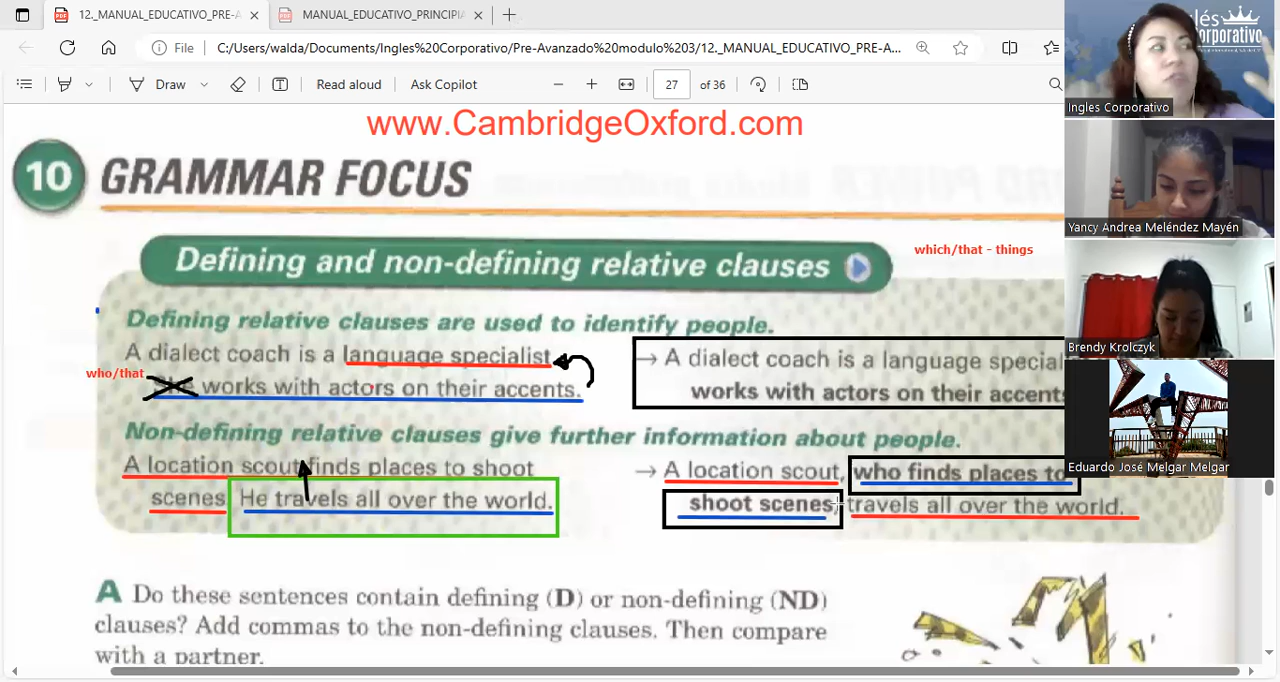 12._MANUAL_EDUCATIVO_PRE-A
MANUAL_EDUCATIVO_PRINCIPIA
File
C:/Users/walda/Documents/Ingles%20Corporativo/Pre-Avanzado%20modulo%203/12._MANUAL_EDUCATIVO_PRE-A...
Draw
Read aloud
Ask Copilot
27
of 36
www.CambridgeOxford.com
10 GRAMMAR FOCUS
Defining and non-defining relative clauses
which/that - things
Defining relative clauses are used to identify people.
A dialect coach is a language specialist
who/that
works with actors on their accents.
→ A dialect coach is a language special
works with actors on their accent
Non-defining relative clauses give further information about people.
A location scout finds places to shoot
scenes He travels all over the world.
→ A location scout, who finds places to
shoot scenes, travels all over the world.
A Do these sentences contain defining (D) or non-defining (ND)
clauses? Add commas to the non-defining clauses. Then compare
with a partner.
glés
orporativo
Ingles Corporativo
Yancy Andrea Meléndez Mayén
Brendy Krolczyk
Eduardo José Melgar Melgar